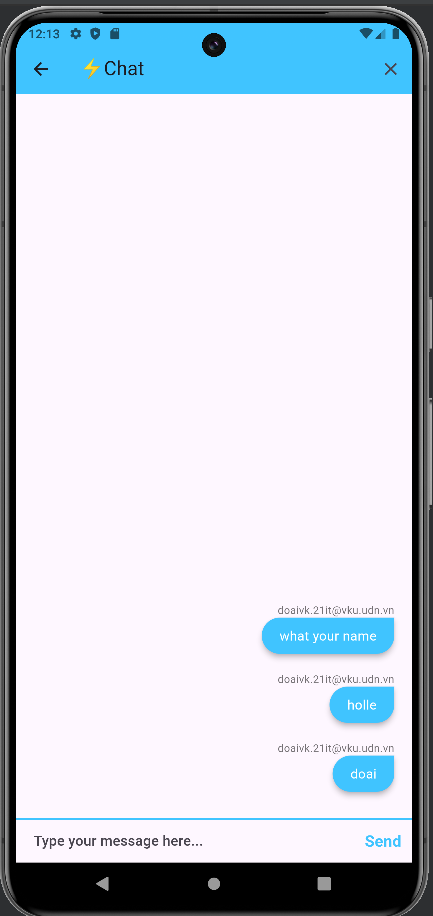 12:13
⚡Chat
doaivk.21it@vku.udn.vn
what your name
doaivk.21it@vku.udn.vn
holle
doaivk.21it@vku.udn.vn
doai
Type your message here... Send